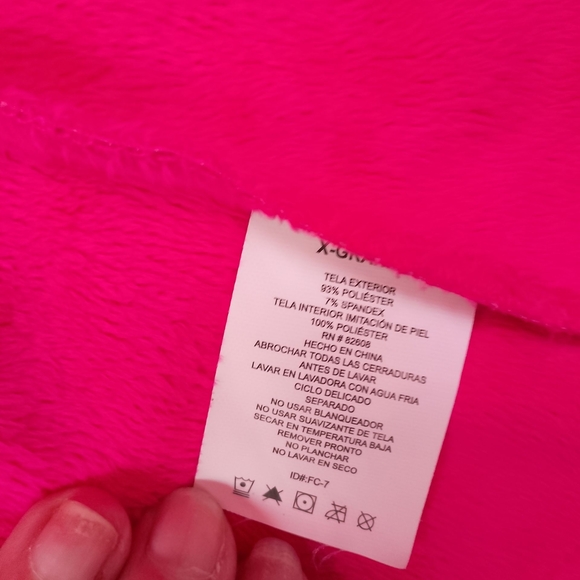 TELA EXTERIOR
93% POLIÉSTER
7% SPANDEX
TELA INTERIOR IMITACIÓN DE PIEL
100% POLIÉSTER
RN # 82608
HECHO EN CHINA
ABROCHAR TODAS LAS CERRADURAS
ANTES DE LAVAR
LAVAR EN LAVADORA CON AGUA FRIA
CICLO DELICADO
SEPARADO
NO USAR BLANQUEADOR
NO USAR SUAVIZANTE DE TELA
SECAR EN TEMPERATURA BAJA
REMOVER PRONTO
NO PLANCHAR
NO LAVAR EN SECO
ID#:FC-7